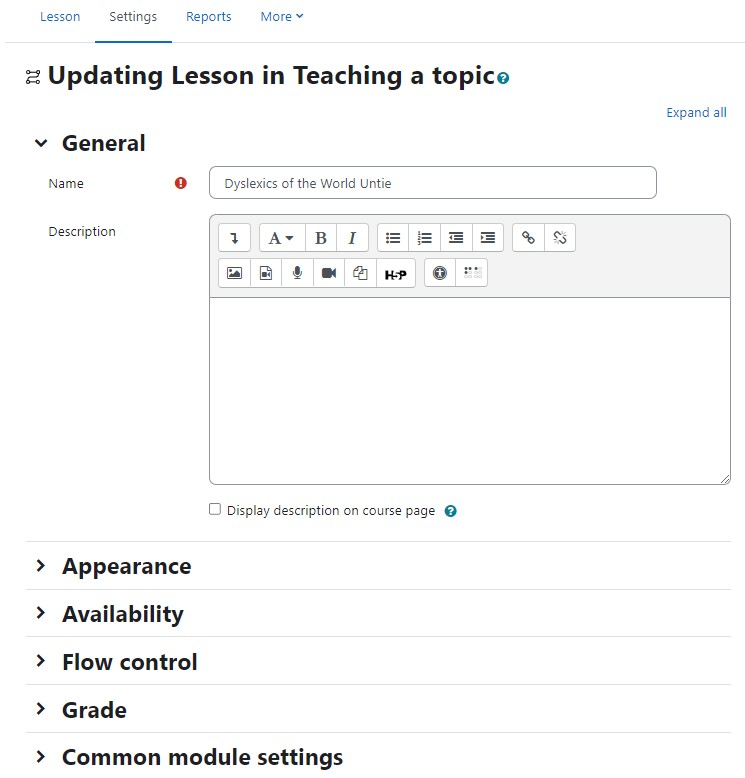 Lesson Settings Reports More
Updating Lesson in Teaching a topic
Expand all
General
Name
Dyslexics of the World Untie
Description
A B I
H5P
Display description on course page
Appearance
Availability
Flow control
Grade
Common module settings